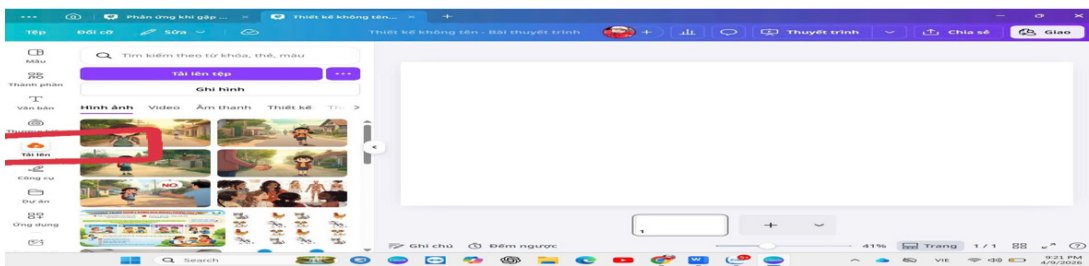 Phản ứng khi gặp ...
Thiết kế không tên...
Tệp
Đổi cỡ
Sửa
Thiết kế không tên - Bài thuyết trình
Thuyết trình
Chia sẻ
Giao
Mẫu
Thành phần
Văn bản
Tải lên
Công cụ
Dự án
Ứng dụng
Tìm kiếm theo từ khóa, thẻ, màu
Tải lên tệp
Ghi hình
Hình ảnh Video Âm thanh Thiết kế
NO
1
Ghi chú
Đếm ngược
41%
Trang
1 / 1
Search
VIE
9:21 PM
4/9/2026